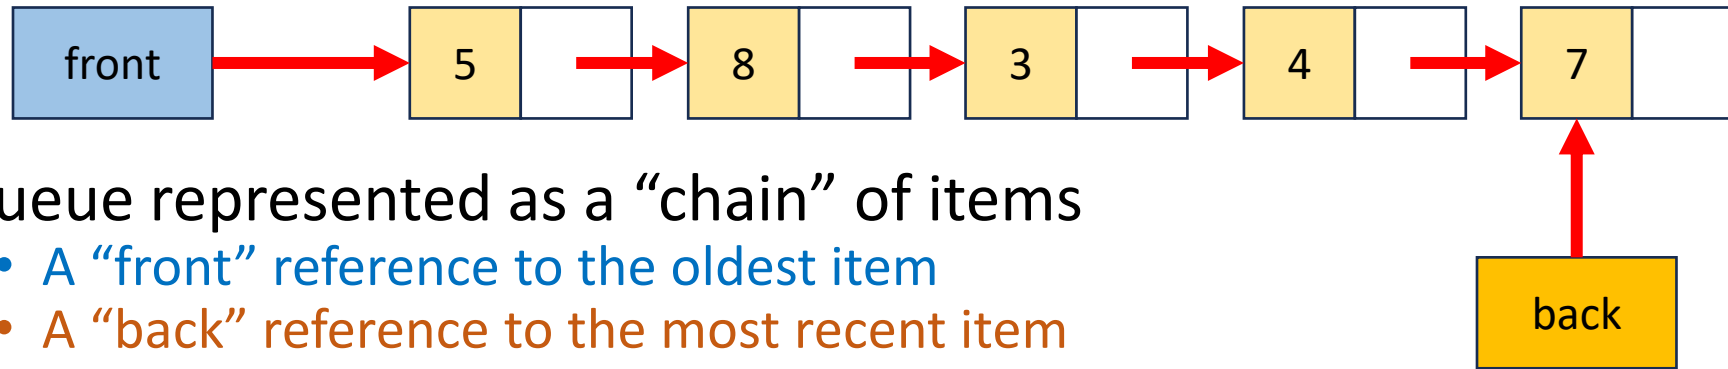 front 5 8 3 4 7
ueue represented as a “chain” of items
• A “front” reference to the oldest item
• A “back” reference to the most recent item
back